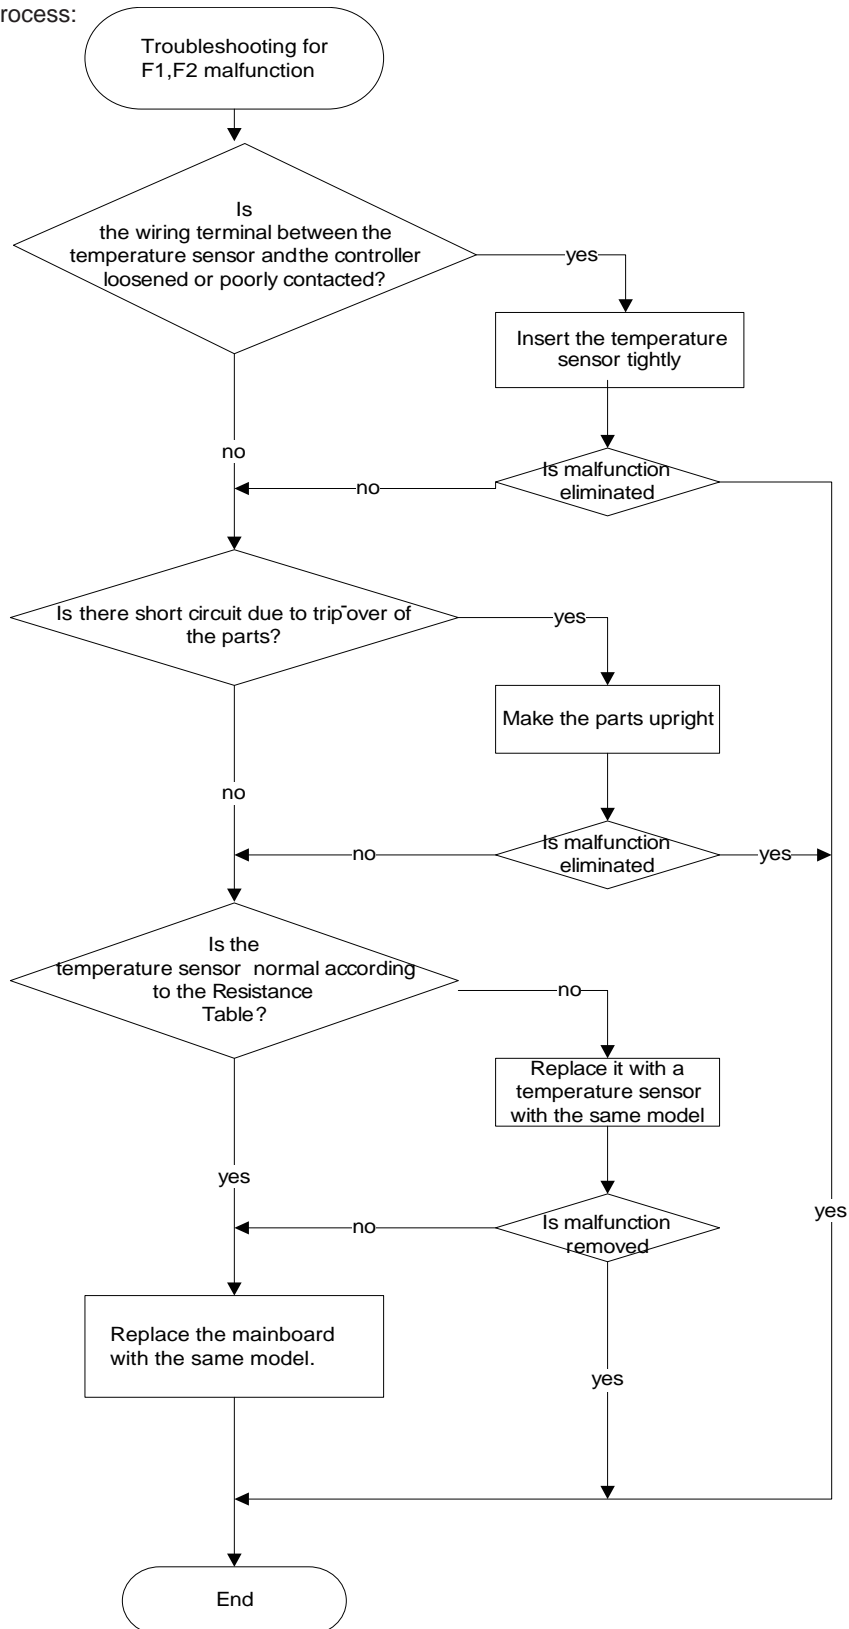 rocess:
Troubleshooting for
F1,F2 malfunction
Is
the wiring terminal between the
temperature sensor and the controller
loosened or poorly contacted?
yes
Insert the temperature
sensor tightly
no
Is malfunction
eliminated
no
Is there short circuit due to trip-over of
the parts?
yes
Make the parts upright
no
Is malfunction
eliminated
no
yes
Is the
temperature sensor normal according
to the Resistance
Table?
no
Replace it with a
temperature sensor
with the same model
yes
Is malfunction
removed
no
yes
Replace the mainboard
with the same model.
yes
End